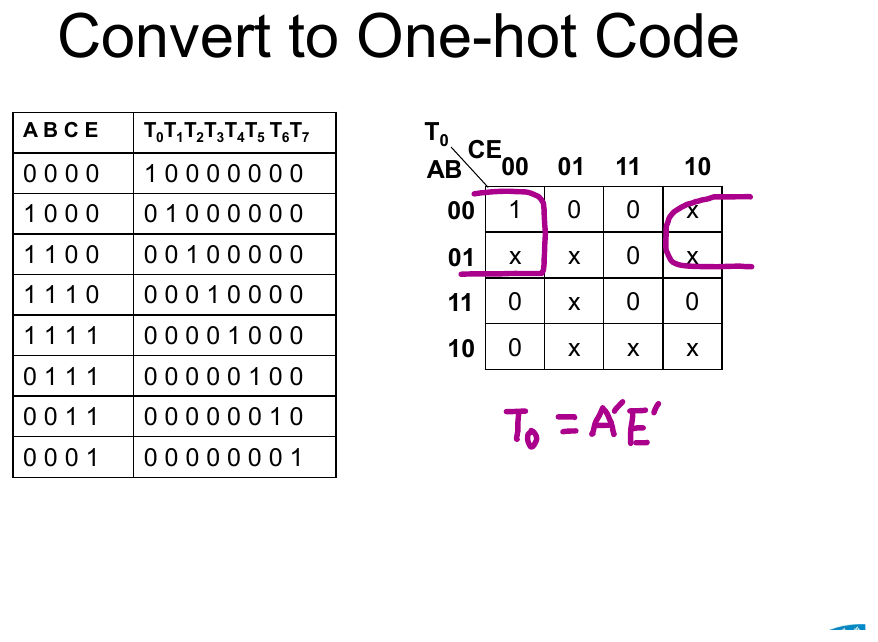 Convert to One-hot Code
A B C E T₀T₁T₂T₃T₄T₅ T₆T₇
0 0 0 0 1 0 0 0 0 0 0 0
1 0 0 0 0 1 0 0 0 0 0 0
1 1 0 0 0 0 1 0 0 0 0 0
1 1 1 0 0 0 0 1 0 0 0 0
1 1 1 1 0 0 0 0 1 0 0 0
0 1 1 1 0 0 0 0 0 1 0 0
0 0 1 1 0 0 0 0 0 0 1 0
0 0 0 1 0 0 0 0 0 0 0 1
T₀
CE
AB 00 01 11 10
00 1 0 0 x
01 x x 0 x
11 0 x 0 0
10 0 x x x
T₀ = A′E′